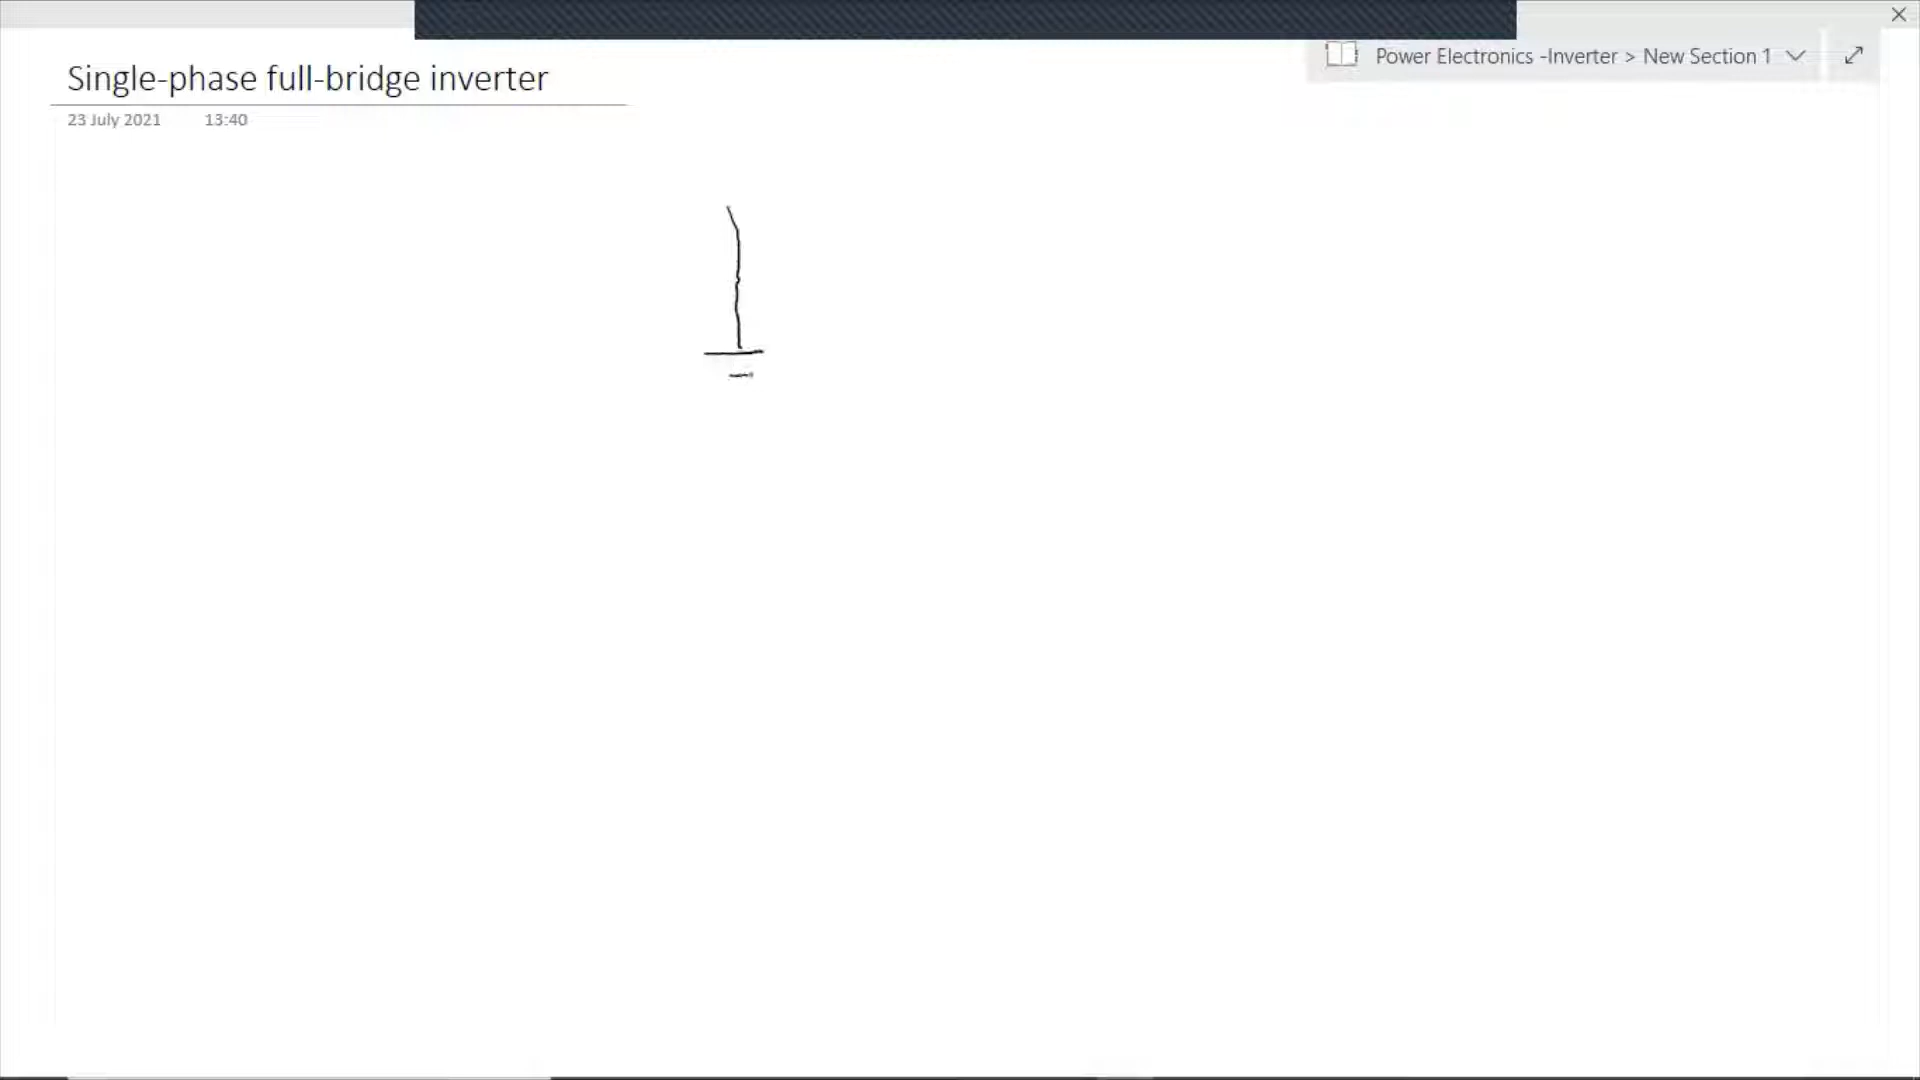 Power Electronics -Inverter > New Section 1
Single-phase full-bridge inverter
23 July 2021 13:40